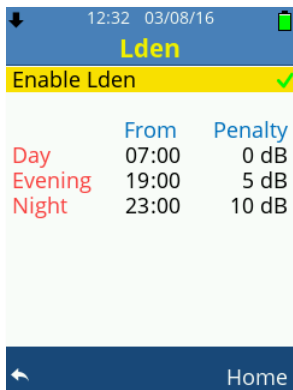 12:32 03/08/16
Lden
Enable Lden
From Penalty
Day 07:00 0 dB
Evening 19:00 5 dB
Night 23:00 10 dB
Home